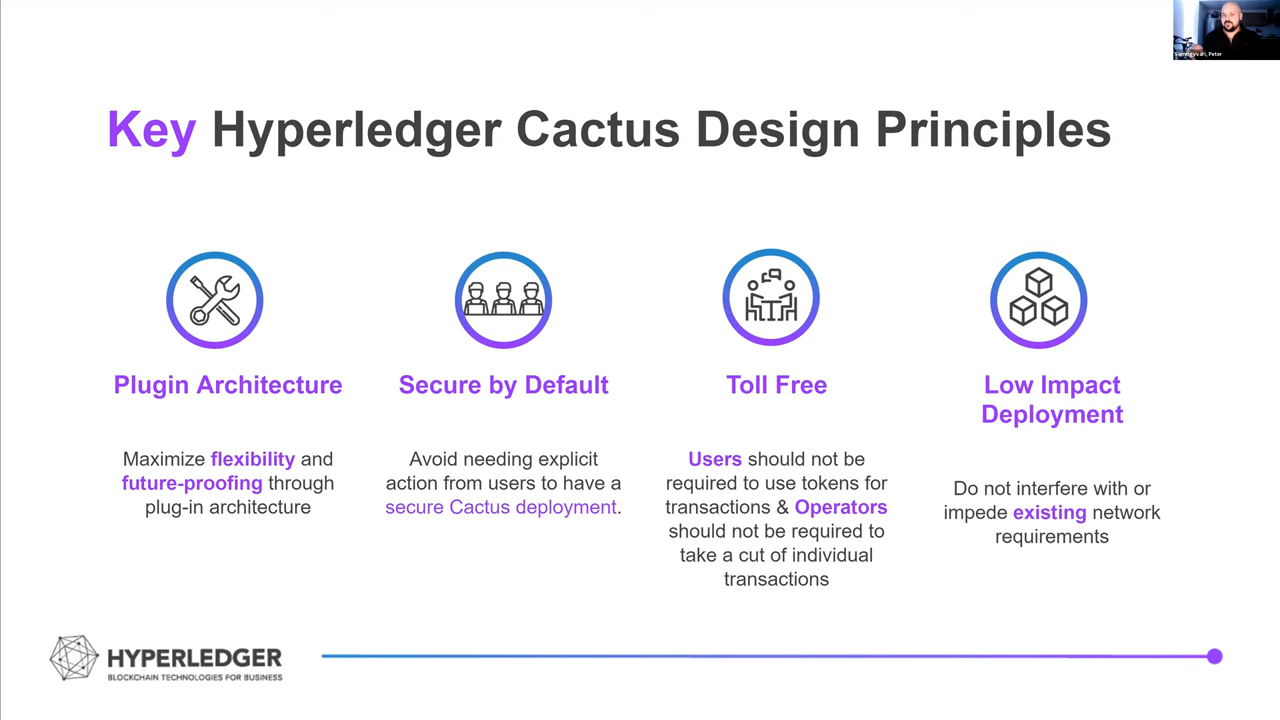 Somogyvari, Peter
Key Hyperledger Cactus Design Principles
Plugin Architecture
Maximize flexibility and
future-proofing through
plug-in architecture
Secure by Default
Avoid needing explicit
action from users to have a
secure Cactus deployment.
Toll Free
Users should not be
required to use tokens for
transactions & Operators
should not be required to
take a cut of individual
transactions
Low Impact
Deployment
Do not interfere with or
impede existing network
requirements
HYPERLEDGER
BLOCKCHAIN TECHNOLOGIES FOR BUSINESS